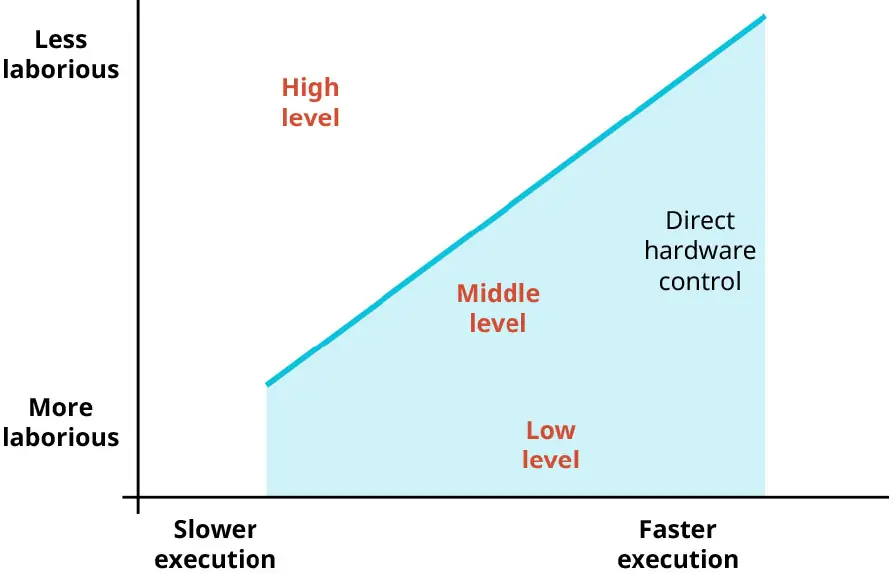 Less
laborious
High
level
Direct
hardware
control
Middle
level
More
laborious
Low
level
Slower
execution
Faster
execution